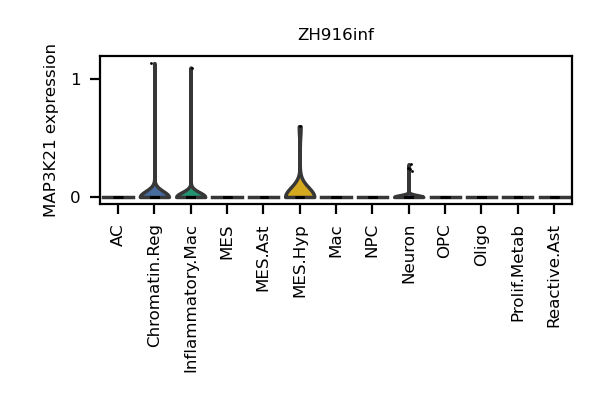 ZH916inf
MAP3K21 expression
1
0
AC
Chromatin.Reg
Inflammatory.Mac
MES
MES.Ast
MES.Hyp
Mac
NPC
Neuron
OPC
Oligo
Prolif.Metab
Reactive.Ast